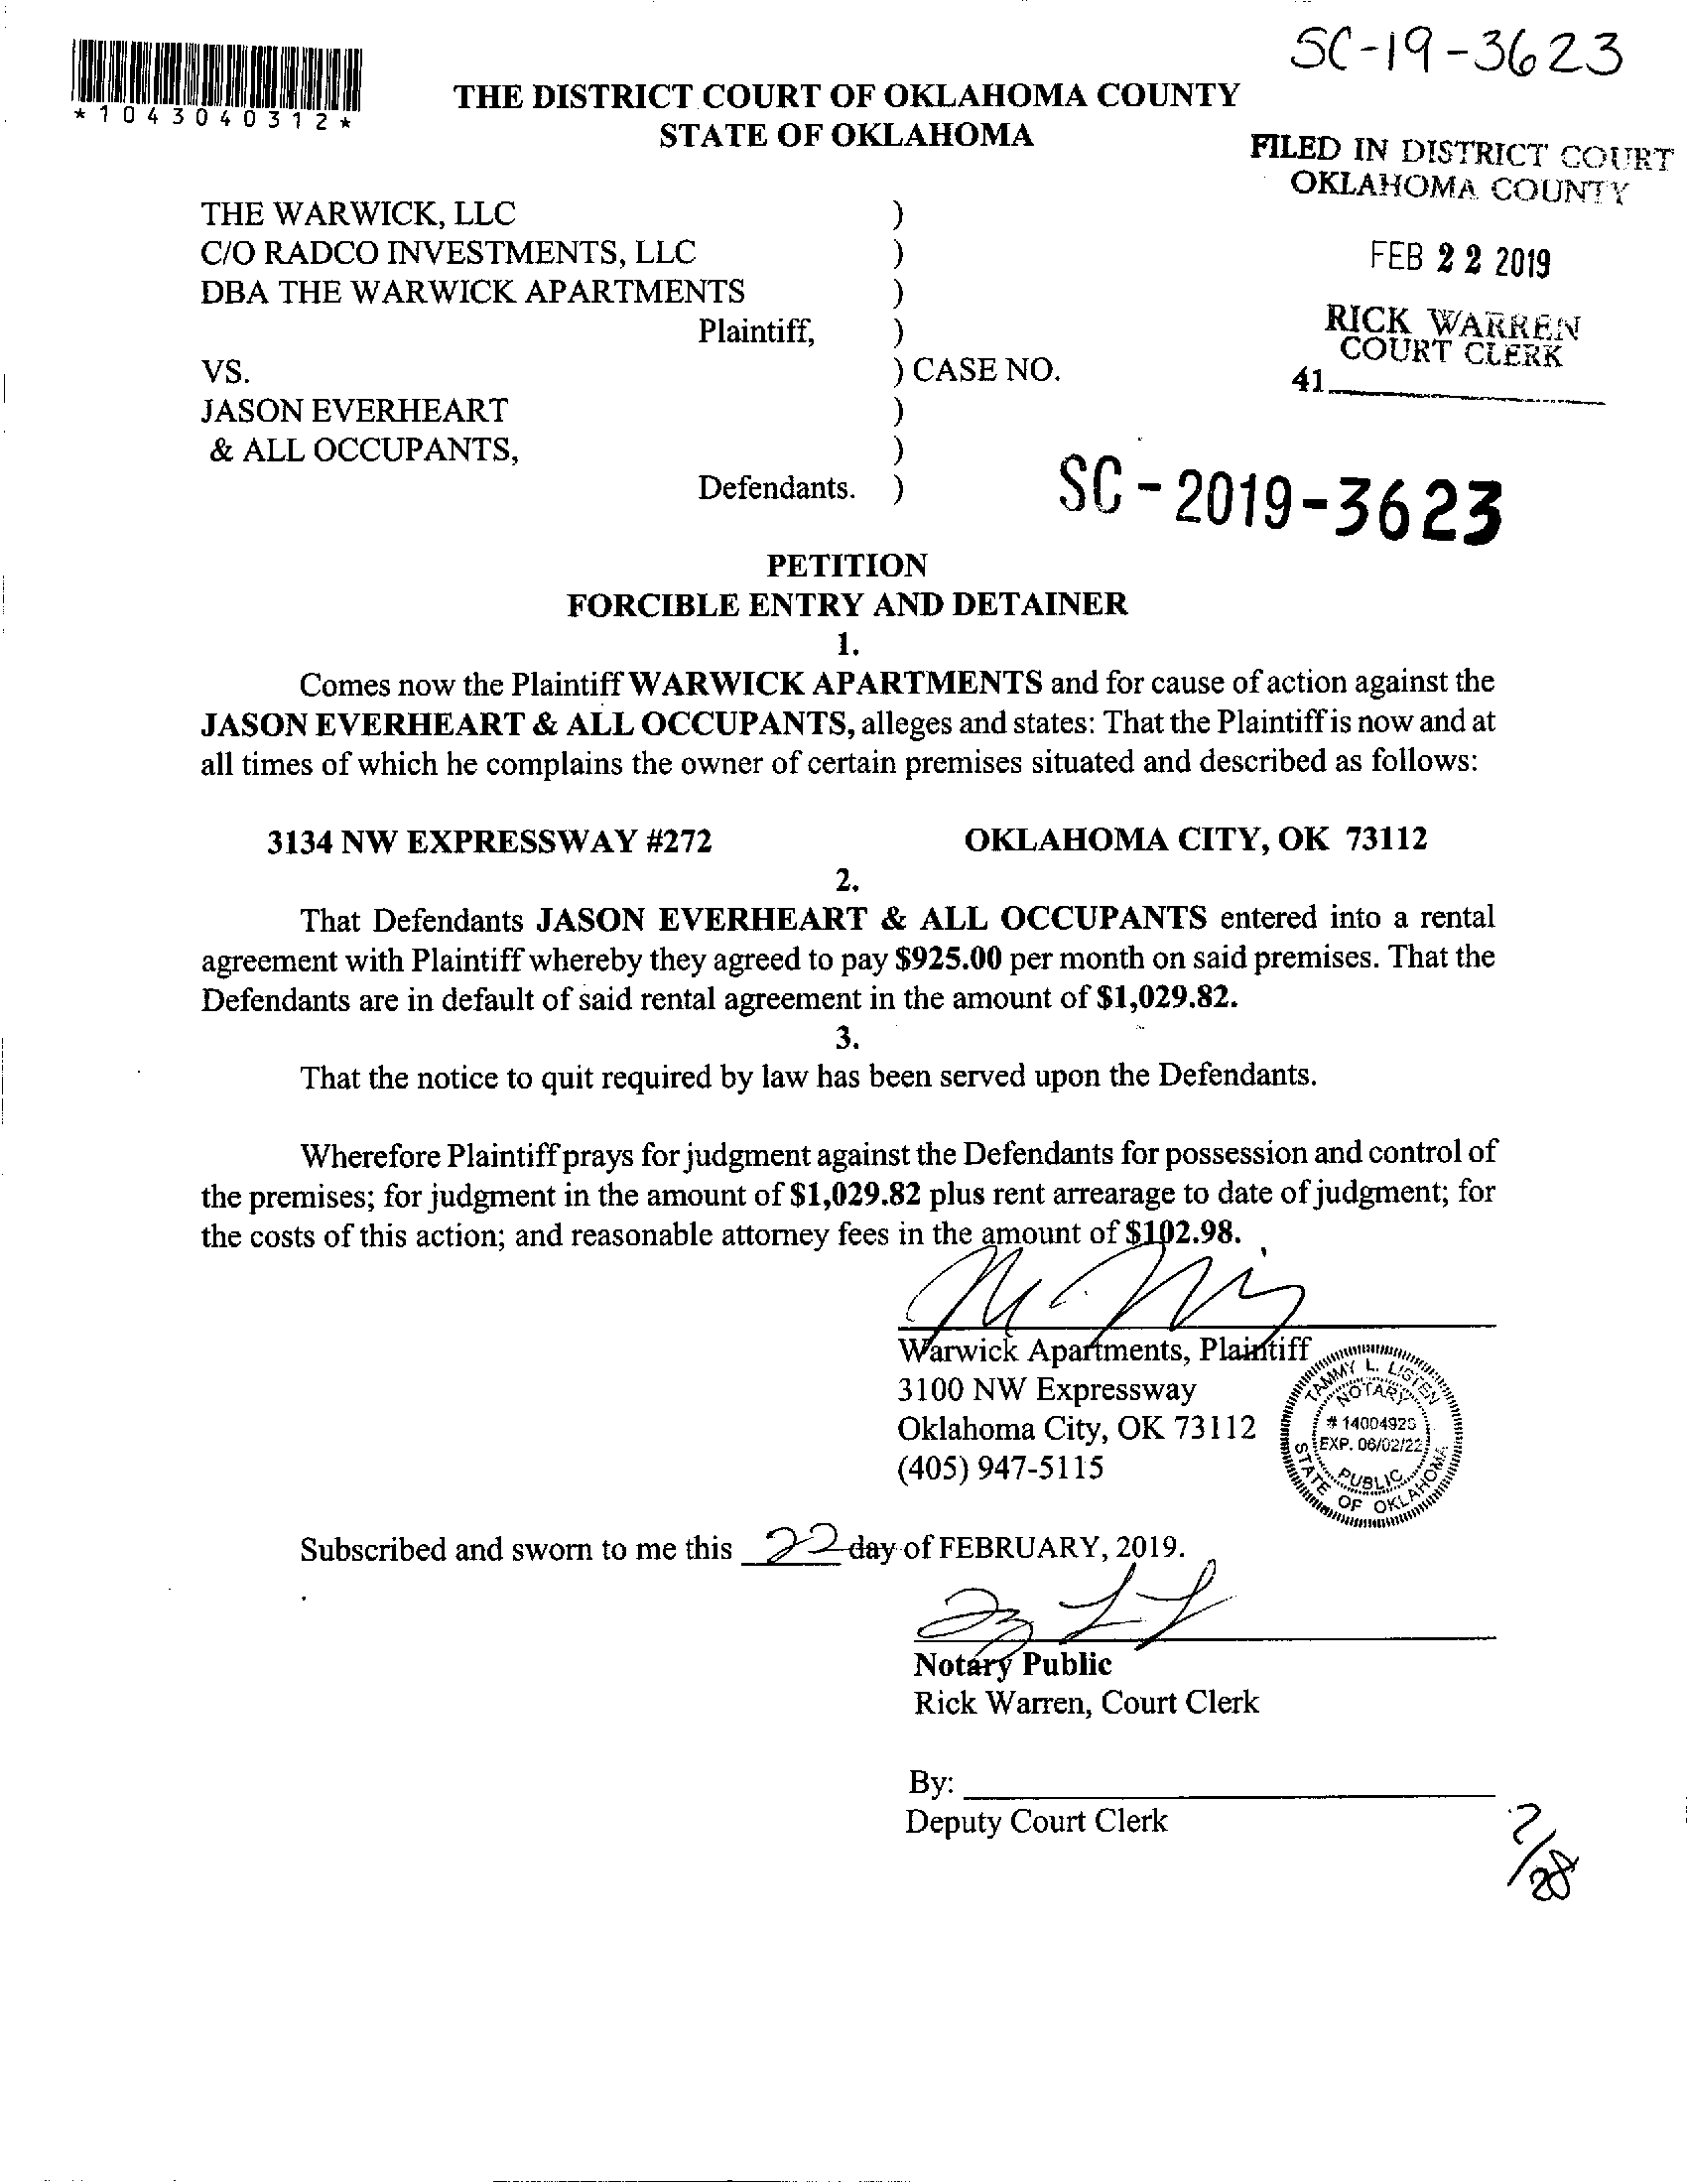 SC-19-3623
*1043040312*
THE DISTRICT COURT OF OKLAHOMA COUNTY
STATE OF OKLAHOMA
FILED IN DISTRICT COURT
OKLAHOMA COUNTY
FEB 22 2019
RICK WARREN
COURT CLERK
41
THE WARWICK, LLC )
C/O RADCO INVESTMENTS, LLC )
DBA THE WARWICK APARTMENTS )
Plaintiff, )
VS. ) CASE NO.
JASON EVERHEART )
& ALL OCCUPANTS, )
Defendants. )
SC-2019-3623
PETITION
FORCIBLE ENTRY AND DETAINER
1.
Comes now the Plaintiff WARWICK APARTMENTS and for cause of action against the
JASON EVERHEART & ALL OCCUPANTS, alleges and states: That the Plaintiff is now and at
all times of which he complains the owner of certain premises situated and described as follows:
3134 NW EXPRESSWAY #272 OKLAHOMA CITY, OK 73112
2.
That Defendants JASON EVERHEART & ALL OCCUPANTS entered into a rental
agreement with Plaintiff whereby they agreed to pay $925.00 per month on said premises. That the
Defendants are in default of said rental agreement in the amount of $1,029.82.
3.
That the notice to quit required by law has been served upon the Defendants.
Wherefore Plaintiff prays for judgment against the Defendants for possession and control of
the premises; for judgment in the amount of $1,029.82 plus rent arrearage to date of judgment; for
the costs of this action; and reasonable attorney fees in the amount of $102.98.
Warwick Apartments, Plaintiff
3100 NW Expressway
Oklahoma City, OK 73112
(405) 947-5115
TAMMY L. LISTEN
NOTARY
EXP. 06/02/22
PUBLIC
STATE OF OKLAHOMA
Subscribed and sworn to me this 22 day of FEBRUARY, 2019.
Notary Public
Rick Warren, Court Clerk
By:
Deputy Court Clerk
2/28